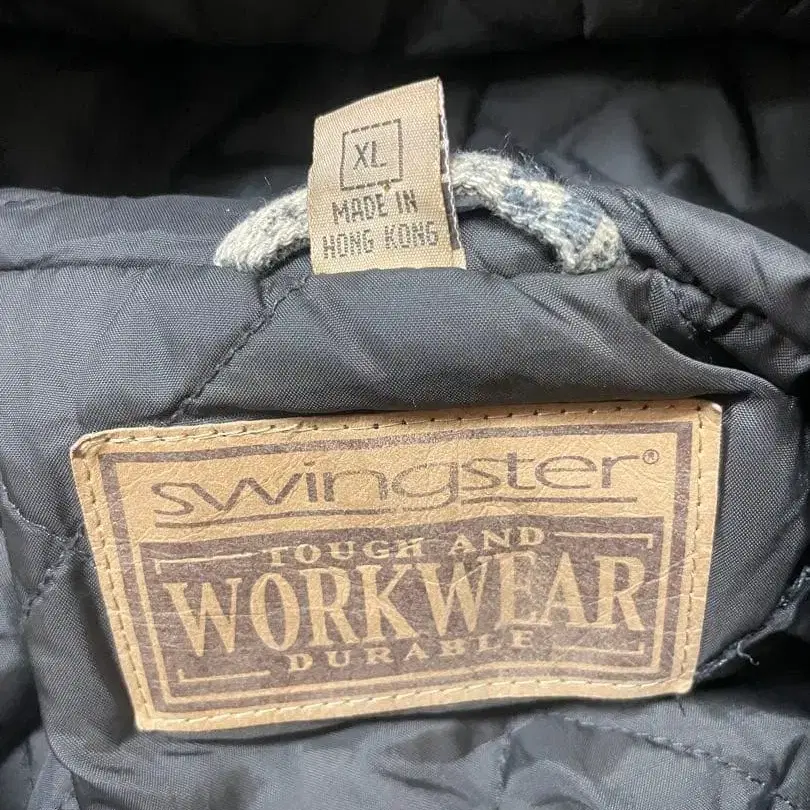 XL
MADE IN
HONG KONG
swingster®
TOUGH AND
WORKWEAR
DURABLE